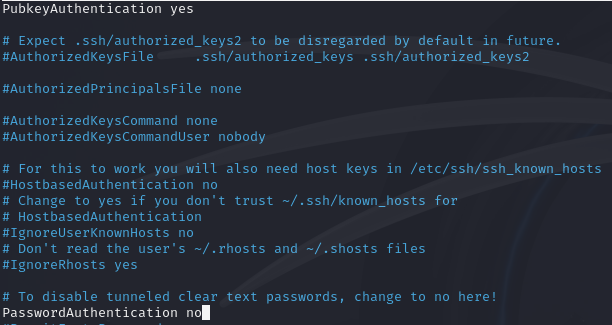 PubkeyAuthentication yes
# Expect .ssh/authorized_keys2 to be disregarded by default in future.
#AuthorizedKeysFile     .ssh/authorized_keys .ssh/authorized_keys2
#AuthorizedPrincipalsFile none
#AuthorizedKeysCommand none
#AuthorizedKeysCommandUser nobody
# For this to work you will also need host keys in /etc/ssh/ssh_known_hosts
#HostbasedAuthentication no
# Change to yes if you don't trust ~/.ssh/known_hosts for
# HostbasedAuthentication
#IgnoreUserKnownHosts no
# Don't read the user's ~/.rhosts and ~/.shosts files
#IgnoreRhosts yes
# To disable tunneled clear text passwords, change to no here!
PasswordAuthentication no